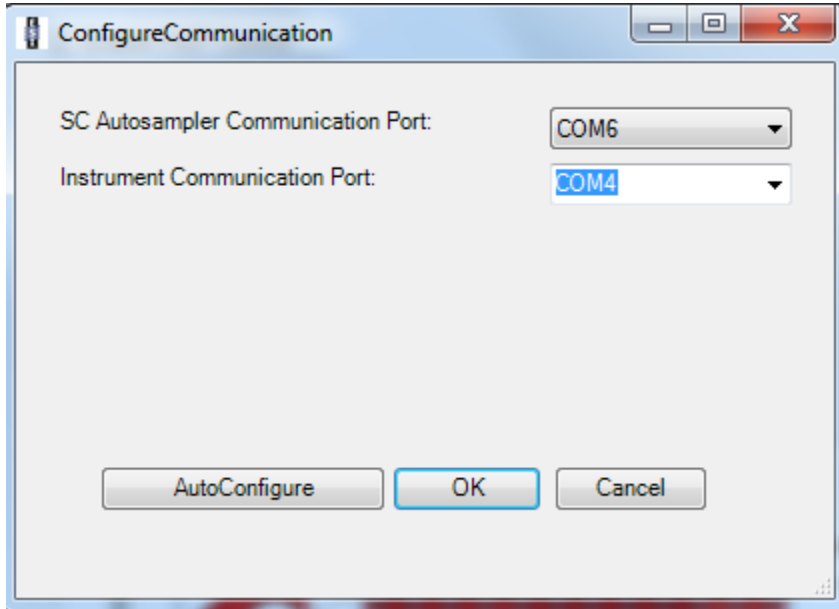 ConfigureCommunication
SC Autosampler Communication Port:
COM6
Instrument Communication Port:
COM4
AutoConfigure
OK
Cancel